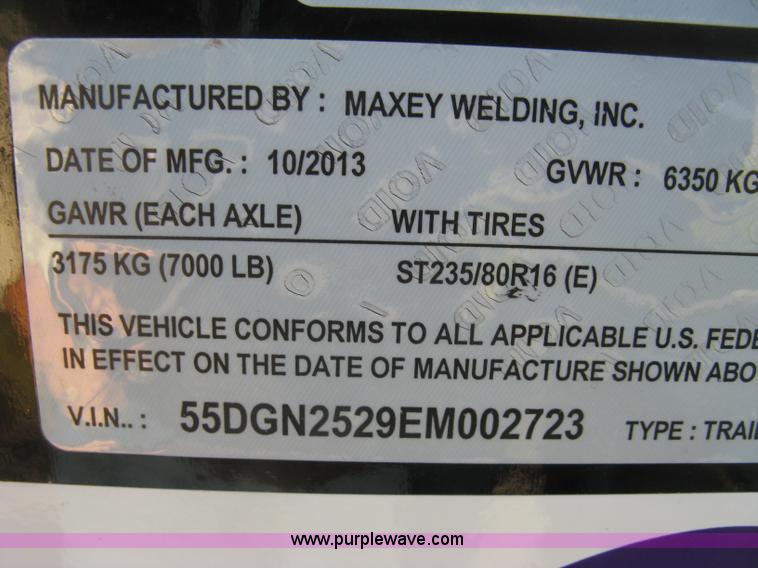 MANUFACTURED BY : MAXEY WELDING, INC.
DATE OF MFG. : 10/2013 GVWR : 6350 KG
GAWR (EACH AXLE) WITH TIRES
3175 KG (7000 LB) ST235/80R16 (E)
THIS VEHICLE CONFORMS TO ALL APPLICABLE U.S. FEDE
IN EFFECT ON THE DATE OF MANUFACTURE SHOWN ABO
V.I.N.. : 55DGN2529EM002723 TYPE : TRAIL
www.purplewave.com